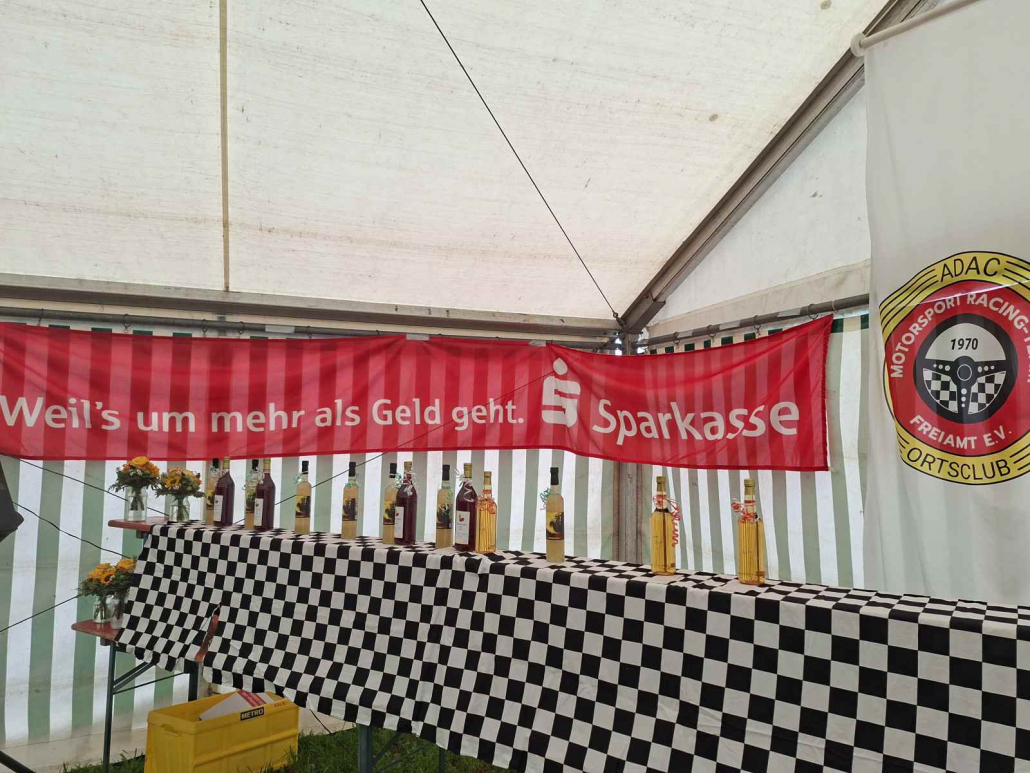 Weil's um mehr als Geld geht. Sparkasse
ADAC
MOTORSPORT RACING-
1970
FREIAMT E.V.
ORTSCLUB
METRO